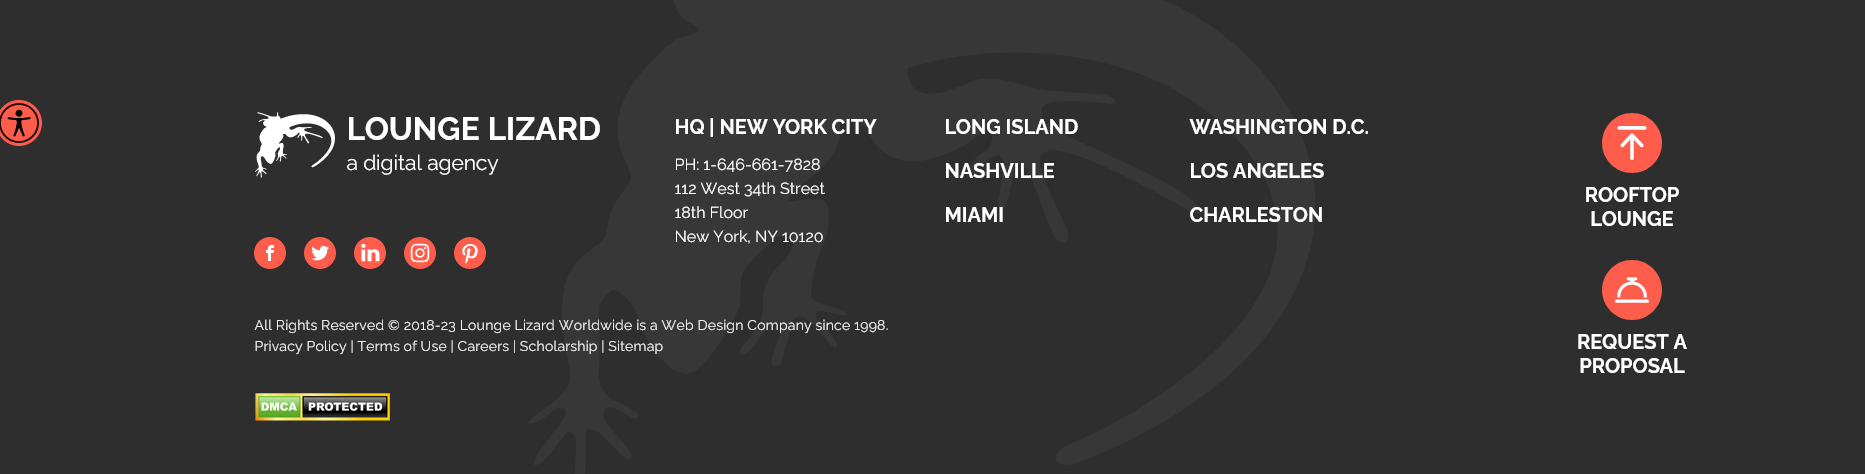 LOUNGE LIZARD
a digital agency
HQ | NEW YORK CITY
PH: 1-646-661-7828
112 West 34th Street
18th Floor
New York, NY 10120
LONG ISLAND
NASHVILLE
MIAMI
WASHINGTON D.C.
LOS ANGELES
CHARLESTON
ROOFTOP
LOUNGE
REQUEST A
PROPOSAL
All Rights Reserved © 2018-23 Lounge Lizard Worldwide is a Web Design Company since 1998.
Privacy Policy | Terms of Use | Careers | Scholarship | Sitemap
DMCA PROTECTED